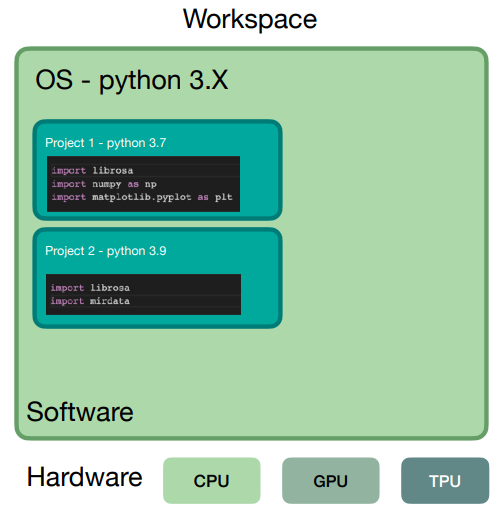 Workspace
OS - python 3.X
Project 1 - python 3.7
import librosa
import numpy as np
import matplotlib.pyplot as plt
Project 2 - python 3.9
import librosa
import mirdata
Software
Hardware
CPU
GPU
TPU